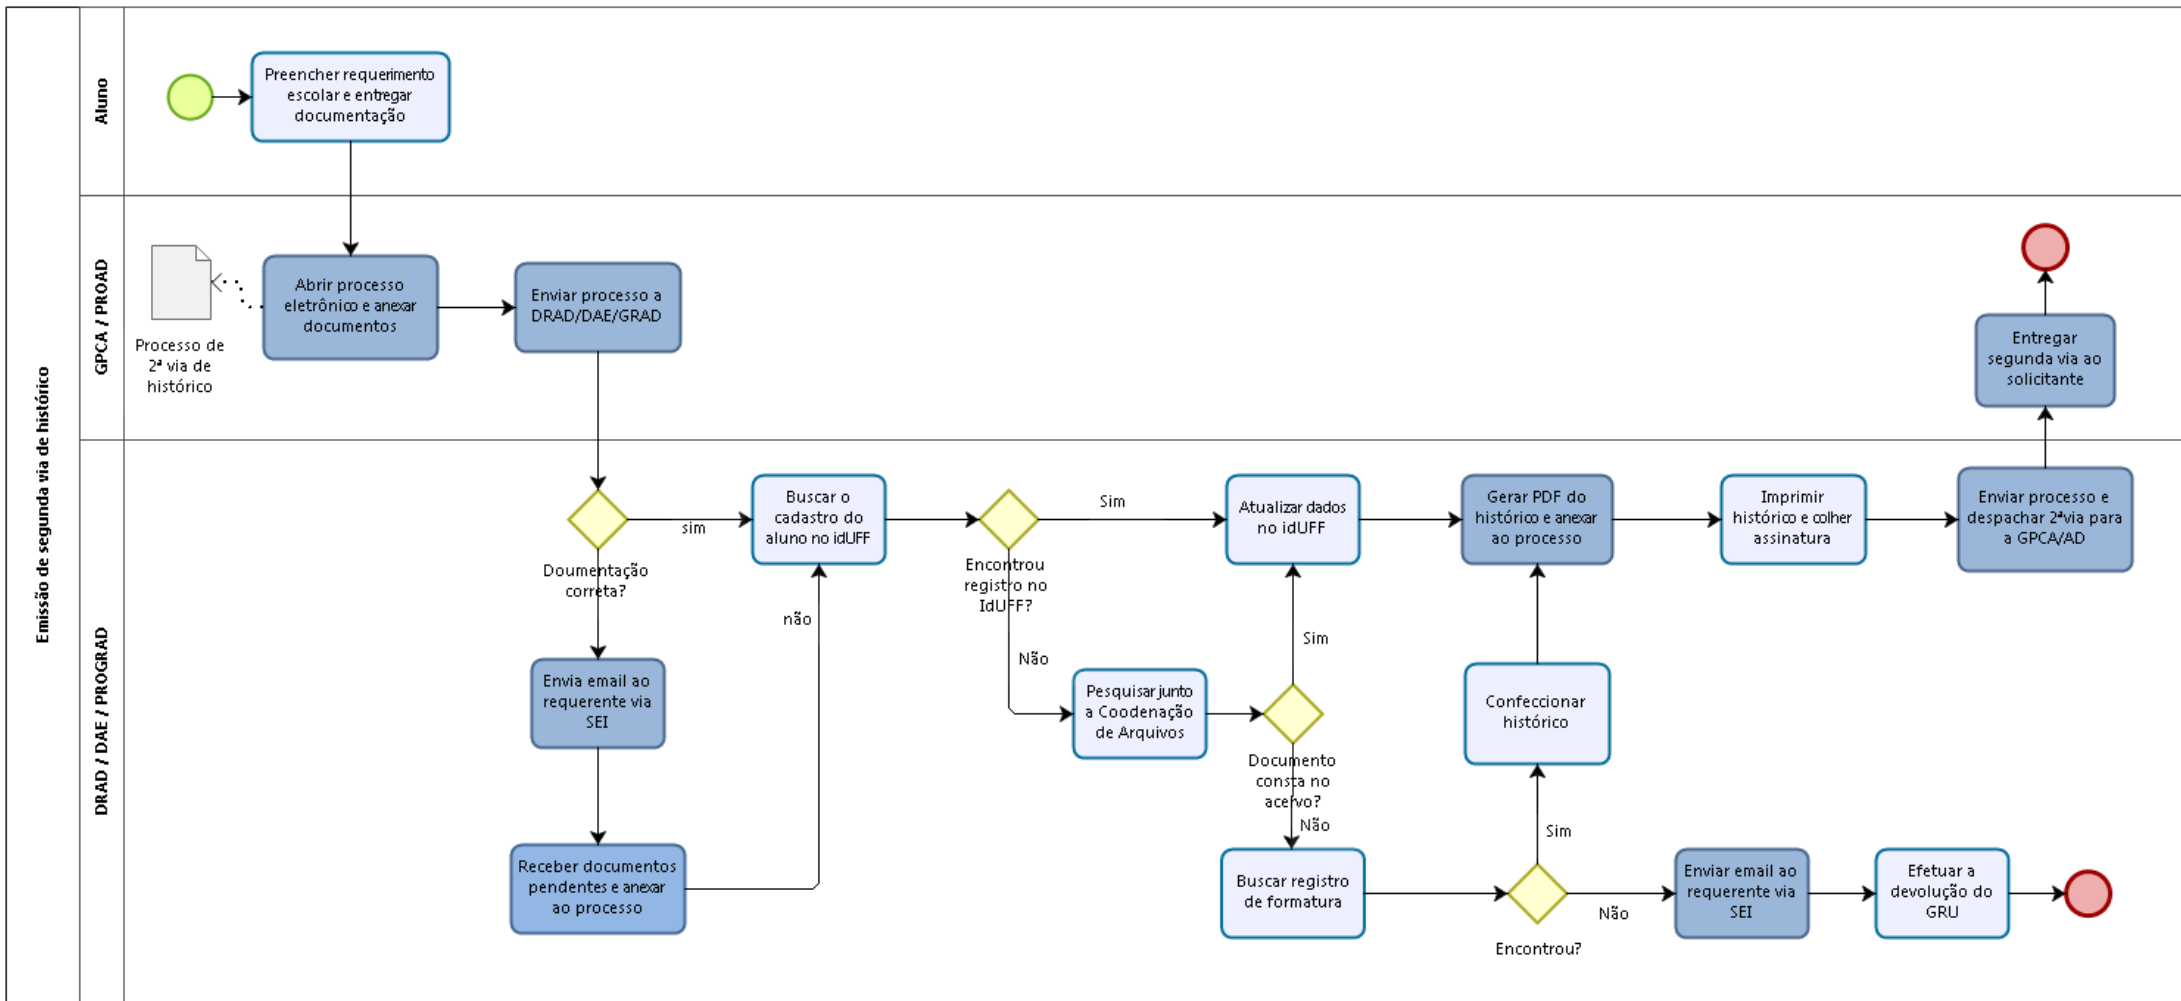 Emissão de segunda via de histórico
Aluno
Preencher requerimento
escolar e entregar
documentação
GPCA / PROAD
Processo de
2ª via de
histórico
Abrir processo
eletrônico e anexar
documentos
Enviar processo a
DRAD/DAE/GRAD
Entregar
segunda via ao
solicitante
DRAD / DAE / PROGRAD
Doumentação
correta?
sim
Buscar o
cadastro do
aluno no idUFF
não
Envia email ao
requerente via
SEI
Receber documentos
pendentes e anexar
ao processo
Encontrou
registro no
IdUFF?
Sim
Não
Pesquisar junto
a Coodenação
de Arquivos
Atualizar dados
no idUFF
Sim
Documento
consta no
acervo?
Não
Buscar registro
de formatura
Encontrou?
Sim
Confeccionar
histórico
Gerar PDF do
histórico e anexar
ao processo
Imprimir
histórico e colher
assinatura
Enviar processo e
despachar 2ªvia para
a GPCA/AD
Não
Enviar email ao
requerente via
SEI
Efetuar a
devolução do
GRU